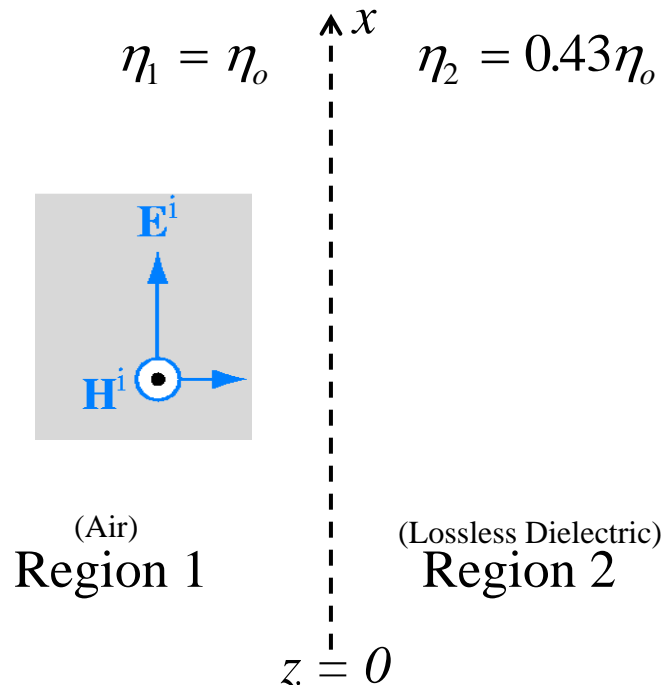 x
η₁ = ηₒ
η₂ = 0.43ηₒ
Eⁱ
Hⁱ
(Air)
Region 1
(Lossless Dielectric)
Region 2
z = 0